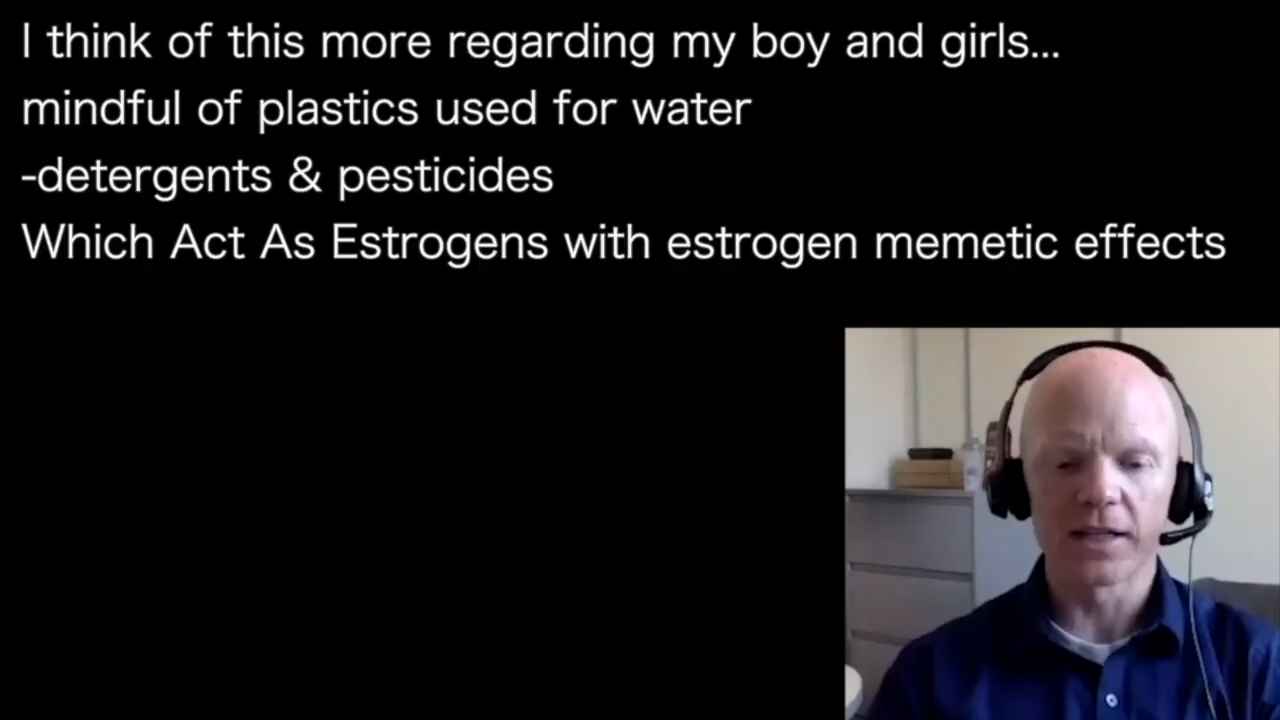 I think of this more regarding my boy and girls...
mindful of plastics used for water
-detergents & pesticides
Which Act As Estrogens with estrogen memetic effects